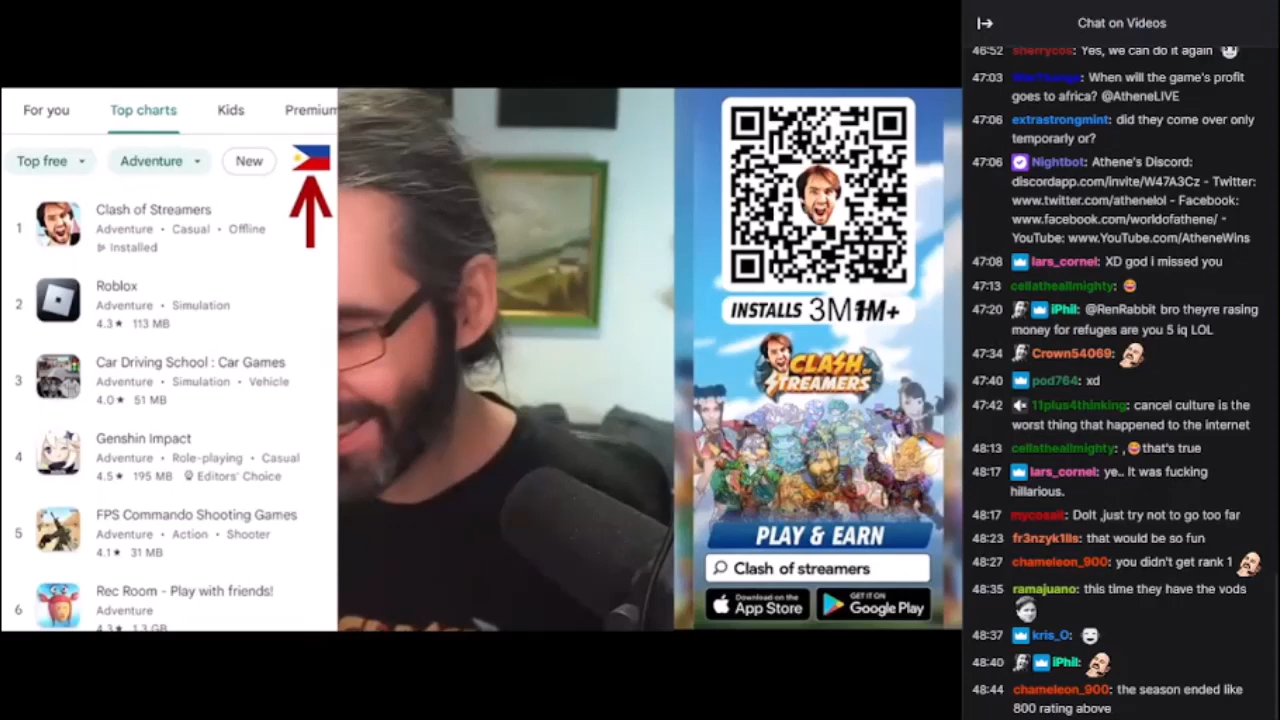 For you
Top charts
Kids
Premium
Top free
Adventure
New
1
Clash of Streamers
Adventure • Casual • Offline
Installed
2
Roblox
Adventure • Simulation
4.3★ 113 MB
3
Car Driving School : Car Games
Adventure • Simulation • Vehicle
4.0★ 51 MB
4
Genshin Impact
Adventure • Role-playing • Casual
4.5★ 195 MB Editors' Choice
5
FPS Commando Shooting Games
Adventure • Action • Shooter
4.1★ 31 MB
6
Rec Room - Play with friends!
Adventure
4.3★ 1.3 GB
INSTALLS 3M 1M+
CLASH OF
STREAMERS
PLAY & EARN
Clash of streamers
Download on the
App Store
GET IT ON
Google Play
Chat on Videos
46:52 sherrycos: Yes, we can do it again
47:03 When will the game's profit
goes to africa? @AtheneLIVE
47:06 extrastrongmint: did they come over only
temporarly or?
47:06 Nightbot: Athene's Discord:
discordapp.com/invite/W47A3Cz - Twitter:
www.twitter.com/athenelol - Facebook:
www.facebook.com/worldofathene/ -
YouTube: www.YouTube.com/AtheneWins
47:08 lars_cornel: XD god i missed you
47:13 cellatheallmighty:
47:20 iPhil: @RenRabbit bro theyre rasing
money for refuges are you 5 iq LOL
47:34 Crown54069:
47:40 pod764: xd
47:42 11plus4thinking: cancel culture is the
worst thing that happened to the internet
48:13 cellatheallmighty: , that's true
48:17 lars_cornel: ye.. It was fucking
hillarious.
48:17 DoIt ,just try not to go too far
48:23 fr3nzyk1lls: that would be so fun
48:27 chameleon_900: you didn't get rank 1
48:35 ramajuano: this time they have the vods
48:37 kris_O:
48:40 iPhil:
48:44 chameleon_900: the season ended like
800 rating above